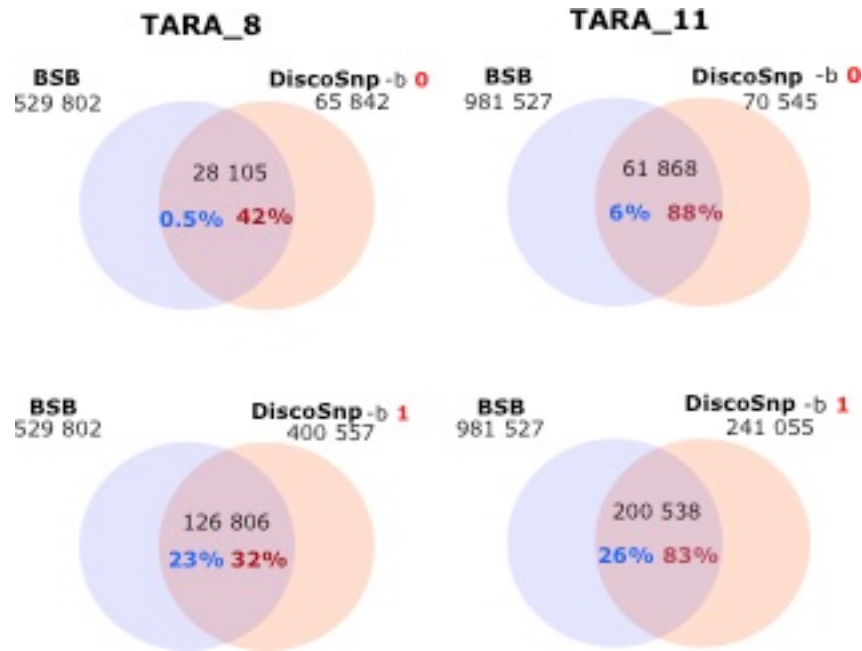 TARA_8
BSB
529 802
DiscoSnp -b 0
65 842
28 105
0.5% 42%
TARA_11
BSB
981 527
DiscoSnp -b 0
70 545
61 868
6% 88%
BSB
529 802
DiscoSnp -b 1
400 557
126 806
23% 32%
BSB
981 527
DiscoSnp -b 1
241 055
200 538
26% 83%